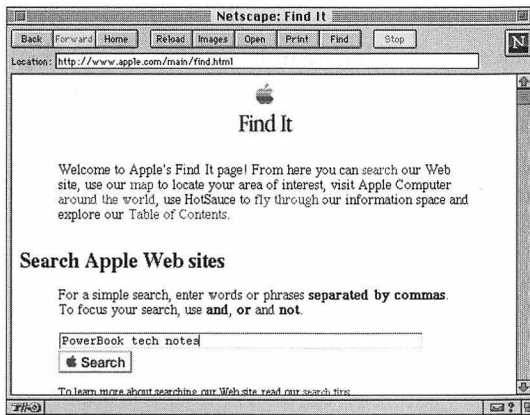 Netscape: Find It
Back Forward Home Reload Images Open Print Find Stop
N
Location: http://www.apple.com/main/find.html
Find It
Welcome to Apple's Find It page! From here you can search our Web
site, use our map to locate your area of interest, visit Apple Computer
around the world, use HotSauce to fly through our information space and
explore our Table of Contents.
Search Apple Web sites
For a simple search, enter words or phrases separated by commas.
To focus your search, use and, or and not.
PowerBook tech notes
Search
To learn more about searching our Web site, read our search tips
?